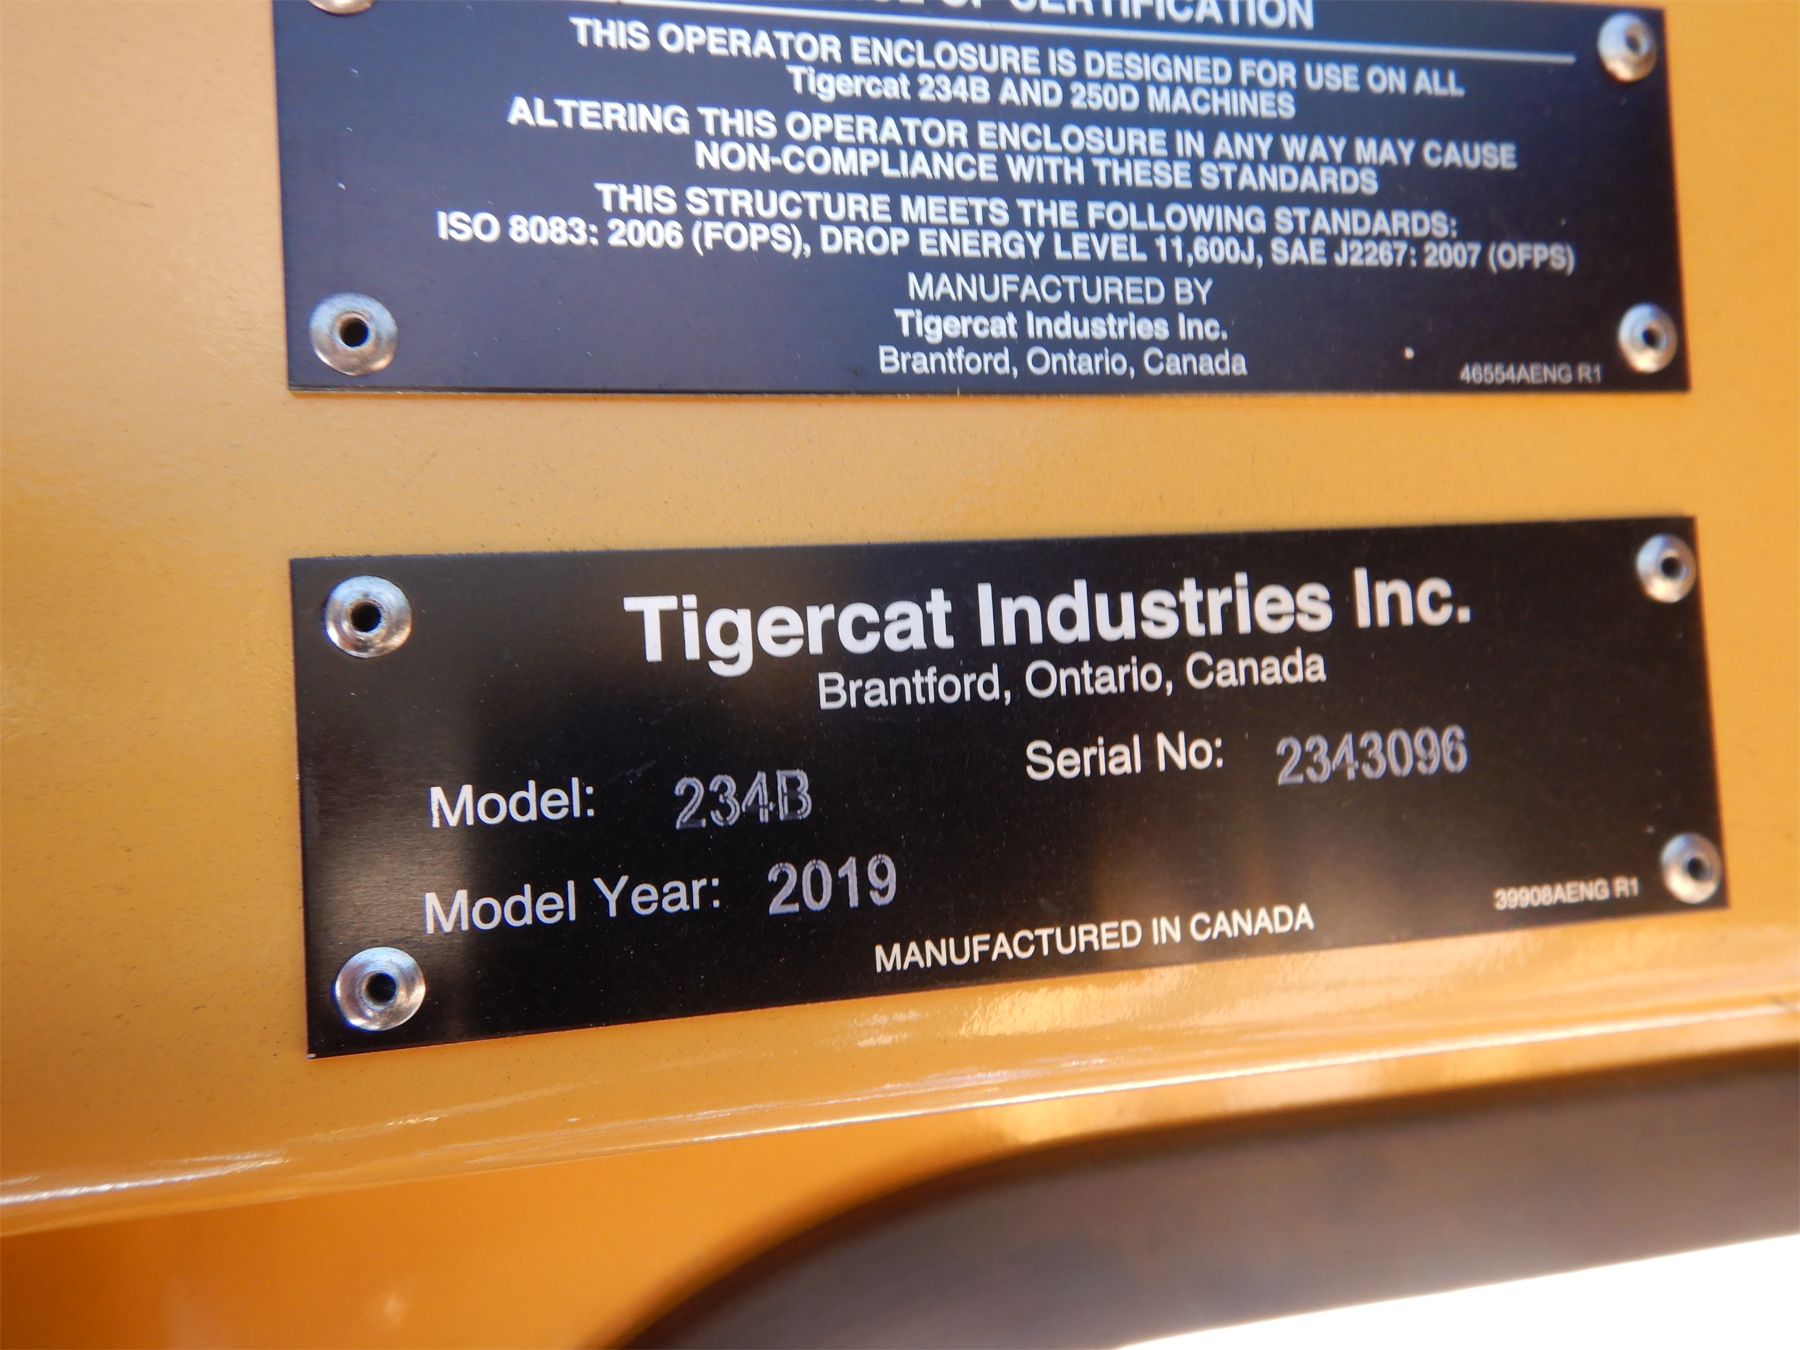 OF CERTIFICATION
THIS OPERATOR ENCLOSURE IS DESIGNED FOR USE ON ALL
Tigercat 234B AND 250D MACHINES
ALTERING THIS OPERATOR ENCLOSURE IN ANY WAY MAY CAUSE
NON-COMPLIANCE WITH THESE STANDARDS
THIS STRUCTURE MEETS THE FOLLOWING STANDARDS:
ISO 8083: 2006 (FOPS), DROP ENERGY LEVEL 11,600J, SAE J2267: 2007 (OFPS)
MANUFACTURED BY
Tigercat Industries Inc.
Brantford, Ontario, Canada
46554AENG R1
Tigercat Industries Inc.
Brantford, Ontario, Canada
Model: 234B Serial No: 2343096
Model Year: 2019
MANUFACTURED IN CANADA
39908AENG R1